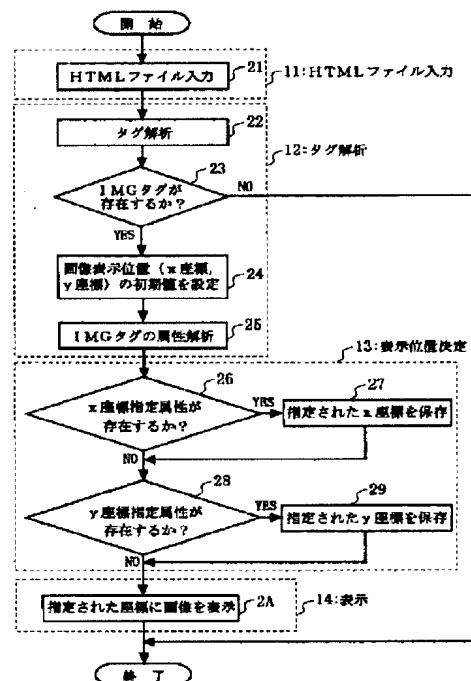 開始
HTMLファイル入力
21
11:HTMLファイル入力
タグ解析
22
12:タグ解析
23
IMGタグが
存在するか？
NO
YES
画像表示位置（x座標,
y座標）の初期値を設定
24
IMGタグの属性解析
25
13:表示位置決定
26
x座標指定属性が
存在するか？
YES
27
指定されたx座標を保存
NO
28
y座標指定属性が
存在するか？
YES
29
指定されたy座標を保存
NO
指定された座標に画像を表示
2A
14:表示
終了